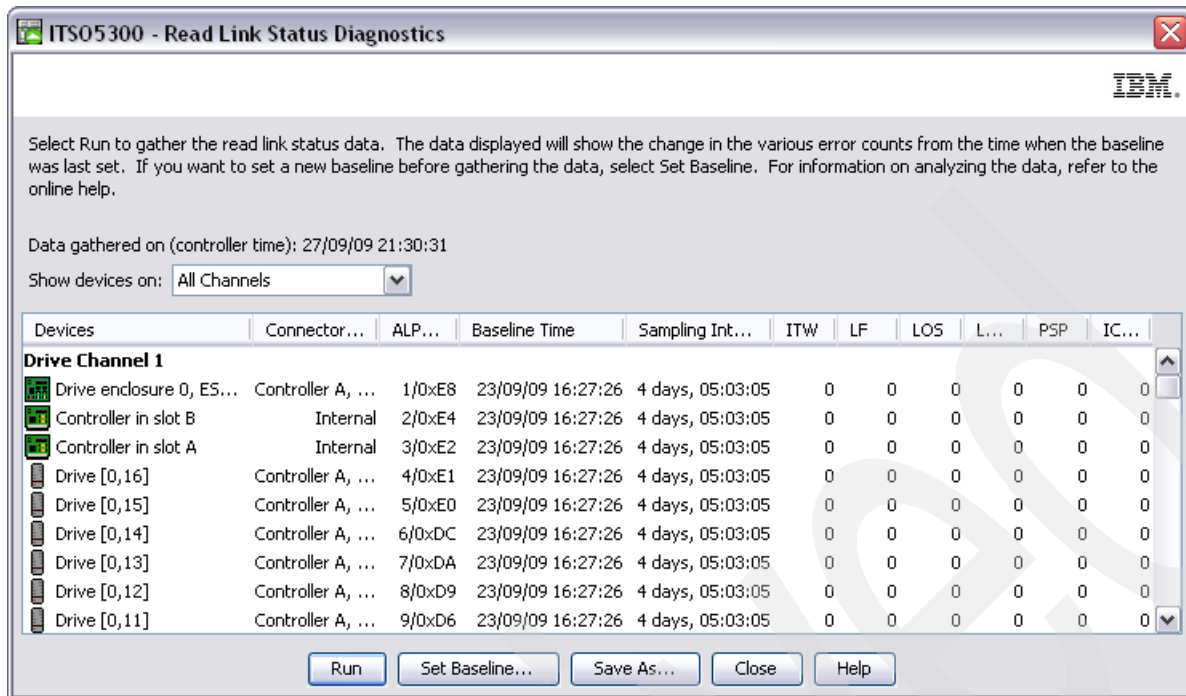 ITSO5300 - Read Link Status Diagnostics
IBM.
Select Run to gather the read link status data. The data displayed will show the change in the various error counts from the time when the baseline
was last set. If you want to set a new baseline before gathering the data, select Set Baseline. For information on analyzing the data, refer to the
online help.
Data gathered on (controller time): 27/09/09 21:30:31
Show devices on: All Channels
Devices Connector... ALP... Baseline Time Sampling Int... ITW LF LOS L... PSP IC...
Drive Channel 1
Drive enclosure 0, ES... Controller A, ... 1/0xE8 23/09/09 16:27:26 4 days, 05:03:05 0 0 0 0 0 0
Controller in slot B Internal 2/0xE4 23/09/09 16:27:26 4 days, 05:03:05 0 0 0 0 0 0
Controller in slot A Internal 3/0xE2 23/09/09 16:27:26 4 days, 05:03:05 0 0 0 0 0 0
Drive [0,16] Controller A, ... 4/0xE1 23/09/09 16:27:26 4 days, 05:03:05 0 0 0 0 0 0
Drive [0,15] Controller A, ... 5/0xE0 23/09/09 16:27:26 4 days, 05:03:05 0 0 0 0 0 0
Drive [0,14] Controller A, ... 6/0xDC 23/09/09 16:27:26 4 days, 05:03:05 0 0 0 0 0 0
Drive [0,13] Controller A, ... 7/0xDA 23/09/09 16:27:26 4 days, 05:03:05 0 0 0 0 0 0
Drive [0,12] Controller A, ... 8/0xD9 23/09/09 16:27:26 4 days, 05:03:05 0 0 0 0 0 0
Drive [0,11] Controller A, ... 9/0xD6 23/09/09 16:27:26 4 days, 05:03:05 0 0 0 0 0 0
Run Set Baseline... Save As... Close Help